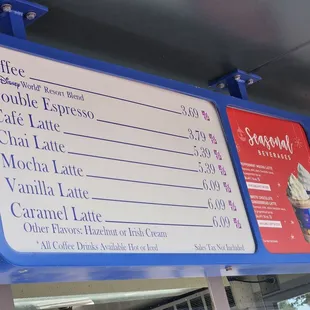 offee
Disney World® Resort Blend
ouble Espresso 3.69
Café Latte 3.79
Chai Latte 5.39
Mocha Latte 5.39
Vanilla Latte 6.09
Caramel Latte 6.09
Other Flavors: Hazelnut or Irish Cream 6.09
*All Coffee Drinks Available Hot or Iced Sales Tax Not Included
Seasonal
BEVERAGES